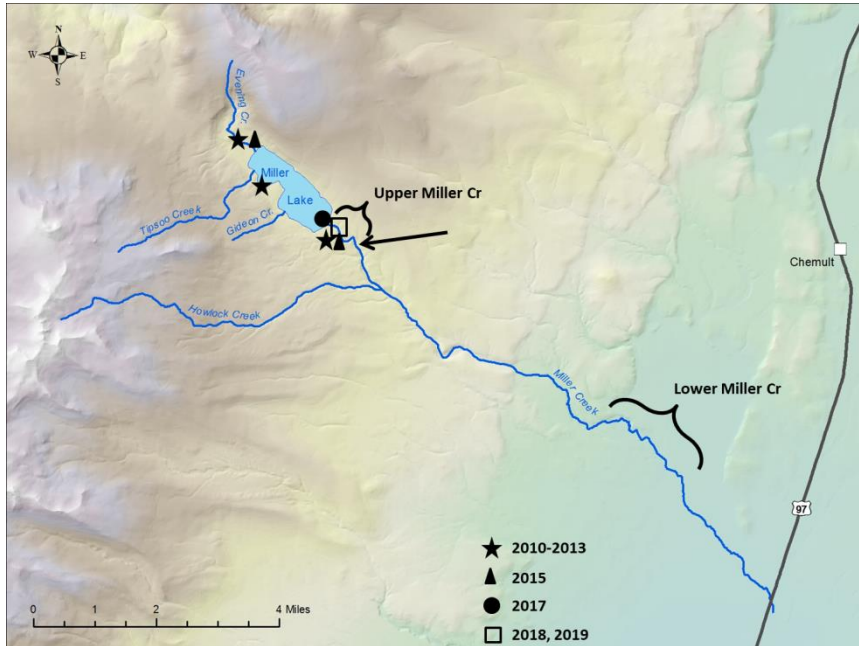 N
W E
S
Evening Cr.
Miller
Lake
Upper Miller Cr
Tipsoo Creek
Gideon Cr.
Chemult
Howlock Creek
Miller Creek
Lower Miller Cr
97
2010-2013
2015
2017
2018, 2019
0 1 2 4 Miles